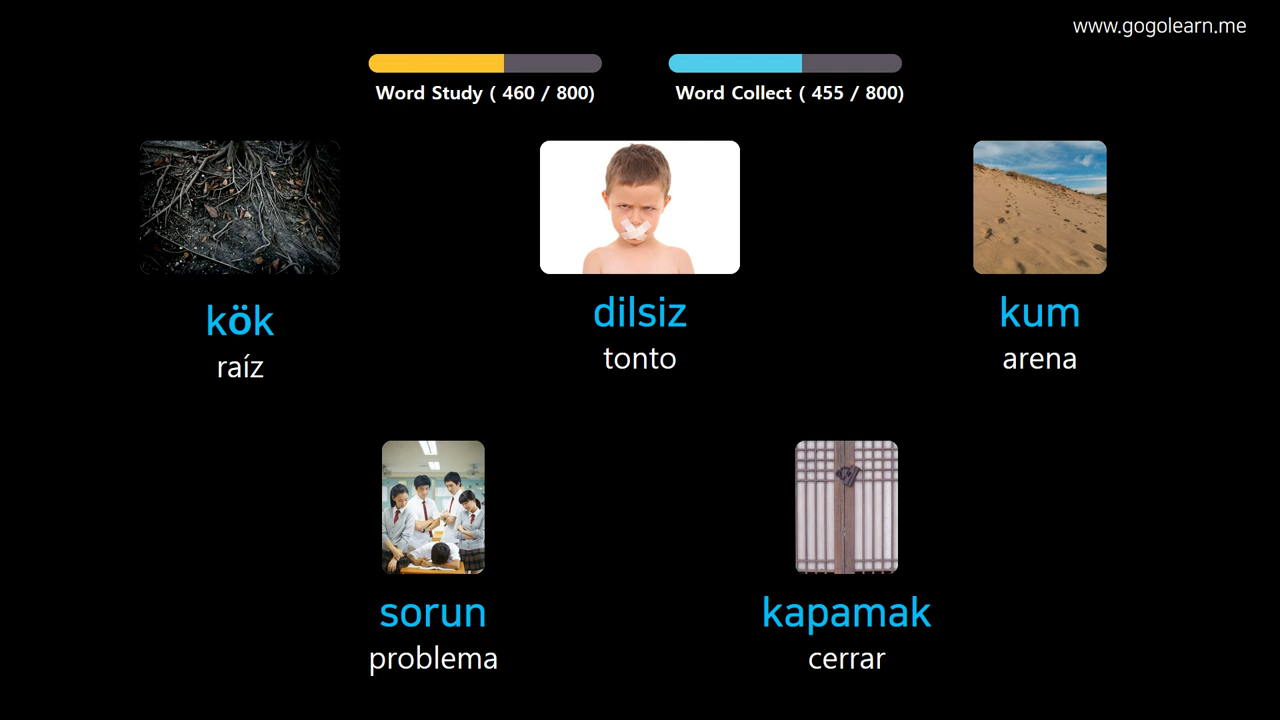 www.gogolearn.me
Word Study ( 460 / 800)
Word Collect ( 455 / 800)
kök
raíz
dilsiz
tonto
kum
arena
sorun
problema
kapamak
cerrar